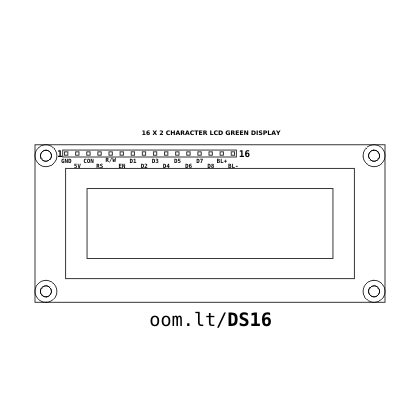 16 X 2 CHARACTER LCD GREEN DISPLAY
1 16
GND CON R/W D1 D3 D5 D7 BL+
5V RS EN D2 D4 D6 D8 BL-
oom.lt/DS16